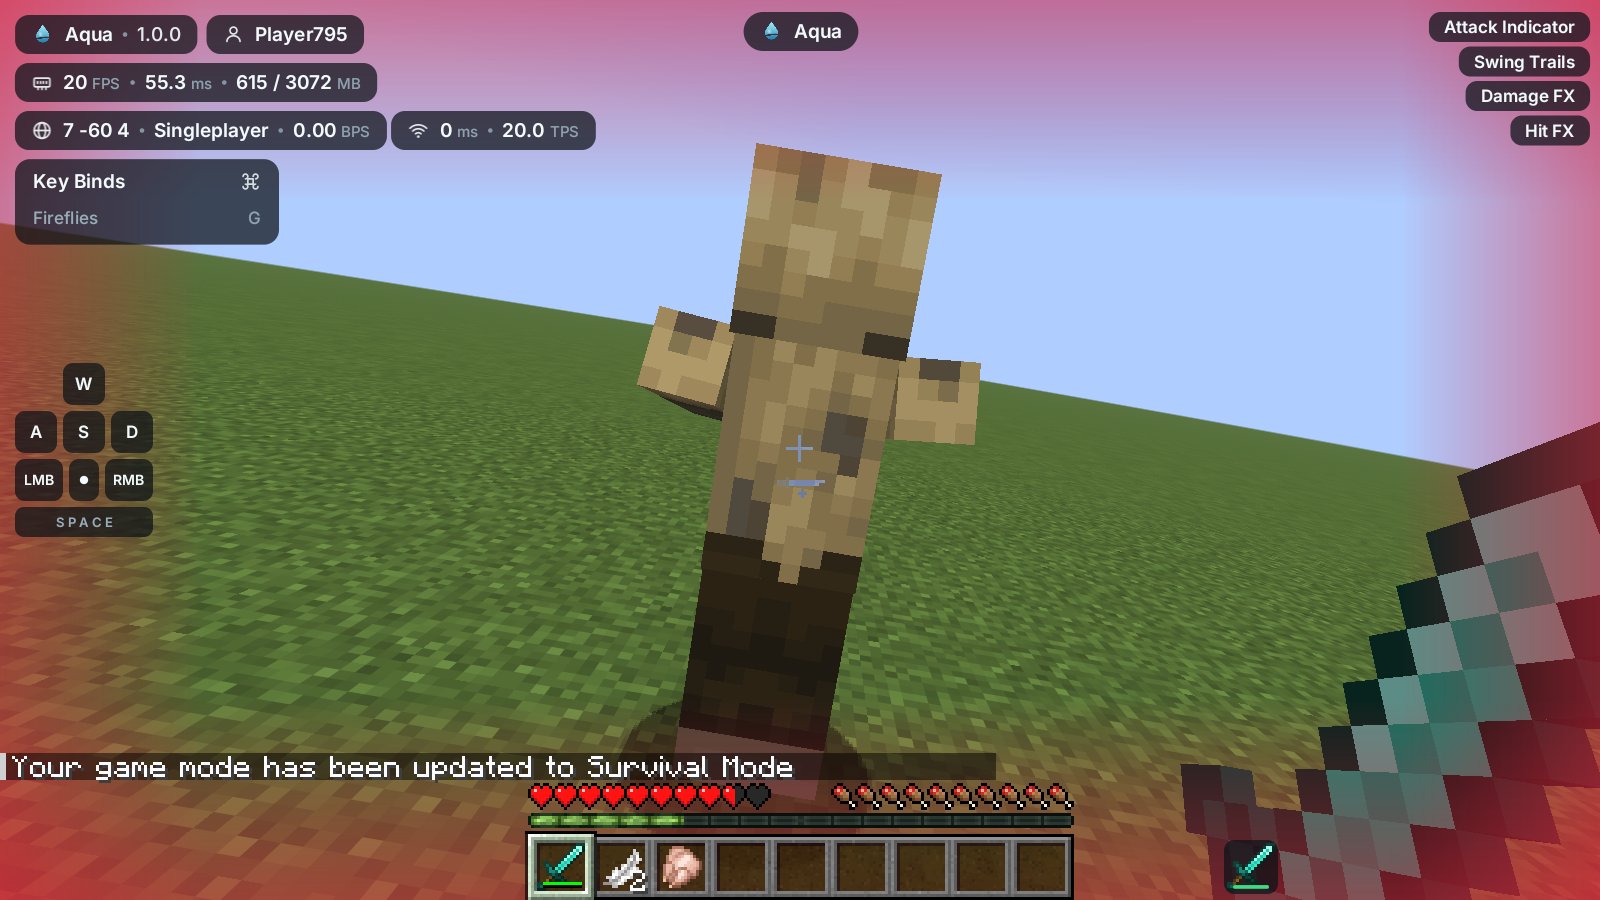 Aqua • 1.0.0
Player795
Aqua
Attack Indicator
Swing Trails
Damage FX
Hit FX
20 FPS • 55.3 ms • 615 / 3072 MB
7 -60 4 • Singleplayer • 0.00 BPS
0 ms • 20.0 TPS
Key Binds
Fireflies G
W
A S D
LMB RMB
SPACE
Your game mode has been updated to Survival Mode
2